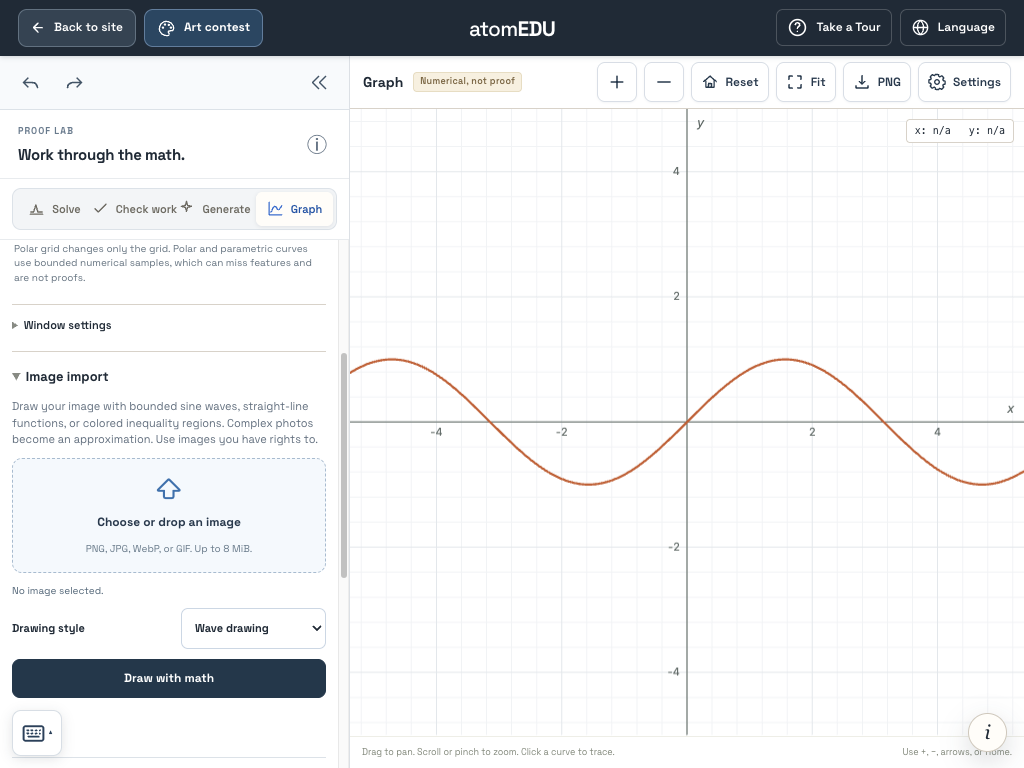 Back to site
Art contest
atomEDU
Take a Tour
Language
PROOF LAB
Work through the math.
Solve
Check work
Generate
Graph
Polar grid changes only the grid. Polar and parametric curves
use bounded numerical samples, which can miss features and
are not proofs.
Window settings
Image import
Draw your image with bounded sine waves, straight-line
functions, or colored inequality regions. Complex photos
become an approximation. Use images you have rights to.
Choose or drop an image
PNG, JPG, WebP, or GIF. Up to 8 MiB.
No image selected.
Drawing style
Wave drawing
Draw with math
Graph
Numerical, not proof
Reset
Fit
PNG
Settings
x: n/a y: n/a
y
4
2
x
-4
-2
2
4
-2
-4
Drag to pan. Scroll or pinch to zoom. Click a curve to trace.
Use +, −, arrows, or Home.
i